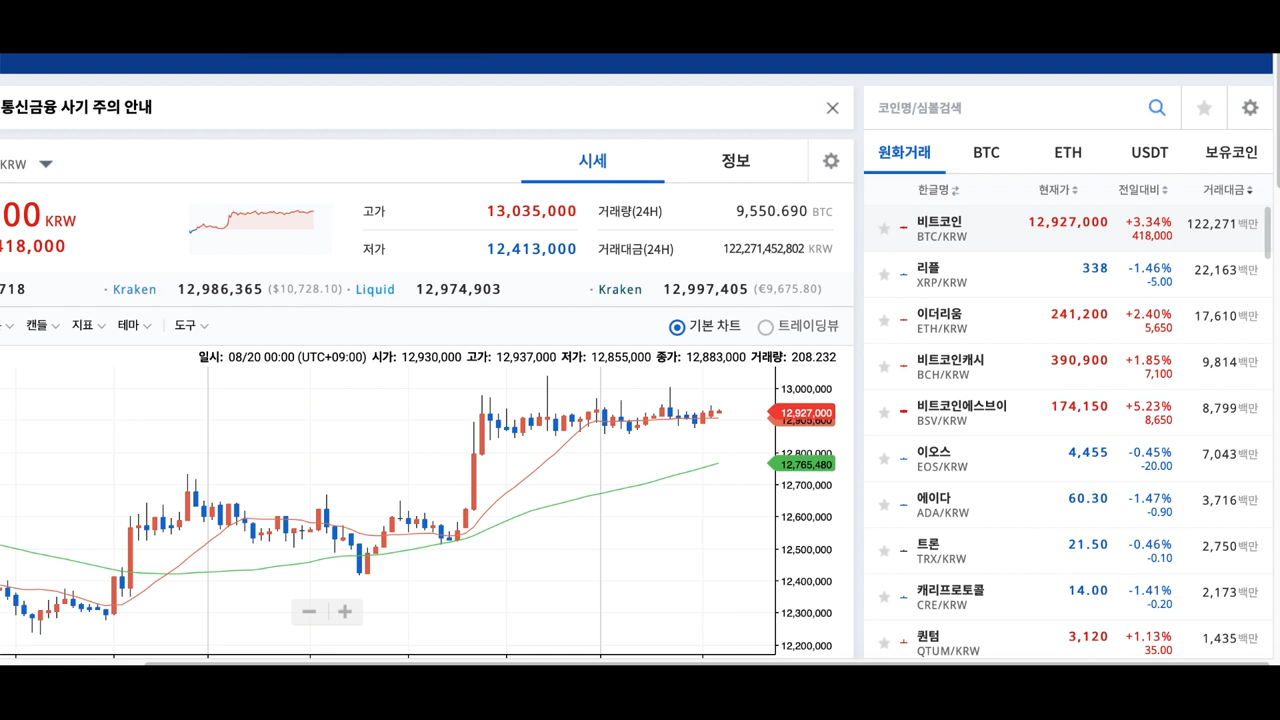 통신금융 사기 주의 안내
KRW
시세 정보
00 KRW
418,000
고가 13,035,000 거래량(24H) 9,550.690 BTC
저가 12,413,000 거래대금(24H) 122,271,452,802 KRW
718 · Kraken 12,986,365 ($10,728.10) · Liquid 12,974,903 · Kraken 12,997,405 (€9,675.80)
캔들 지표 테마 도구 기본 차트 트레이딩뷰
일시: 08/20 00:00 (UTC+09:00) 시가: 12,930,000 고가: 12,937,000 저가: 12,855,000 종가: 12,883,000 거래량: 208.232
13,000,000
12,927,000
12,905,600
12,800,000
12,765,480
12,700,000
12,600,000
12,500,000
12,400,000
12,300,000
12,200,000
코인명/심볼검색
원화거래 BTC ETH USDT 보유코인
한글명 현재가 전일대비 거래대금
비트코인 12,927,000 +3.34% 122,271백만
BTC/KRW 418,000
리플 338 -1.46% 22,163백만
XRP/KRW -5.00
이더리움 241,200 +2.40% 17,610백만
ETH/KRW 5,650
비트코인캐시 390,900 +1.85% 9,814백만
BCH/KRW 7,100
비트코인에스브이 174,150 +5.23% 8,799백만
BSV/KRW 8,650
이오스 4,455 -0.45% 7,043백만
EOS/KRW -20.00
에이다 60.30 -1.47% 3,716백만
ADA/KRW -0.90
트론 21.50 -0.46% 2,750백만
TRX/KRW -0.10
캐리프로토콜 14.00 -1.41% 2,173백만
CRE/KRW -0.20
퀀텀 3,120 +1.13% 1,435백만
QTUM/KRW 35.00